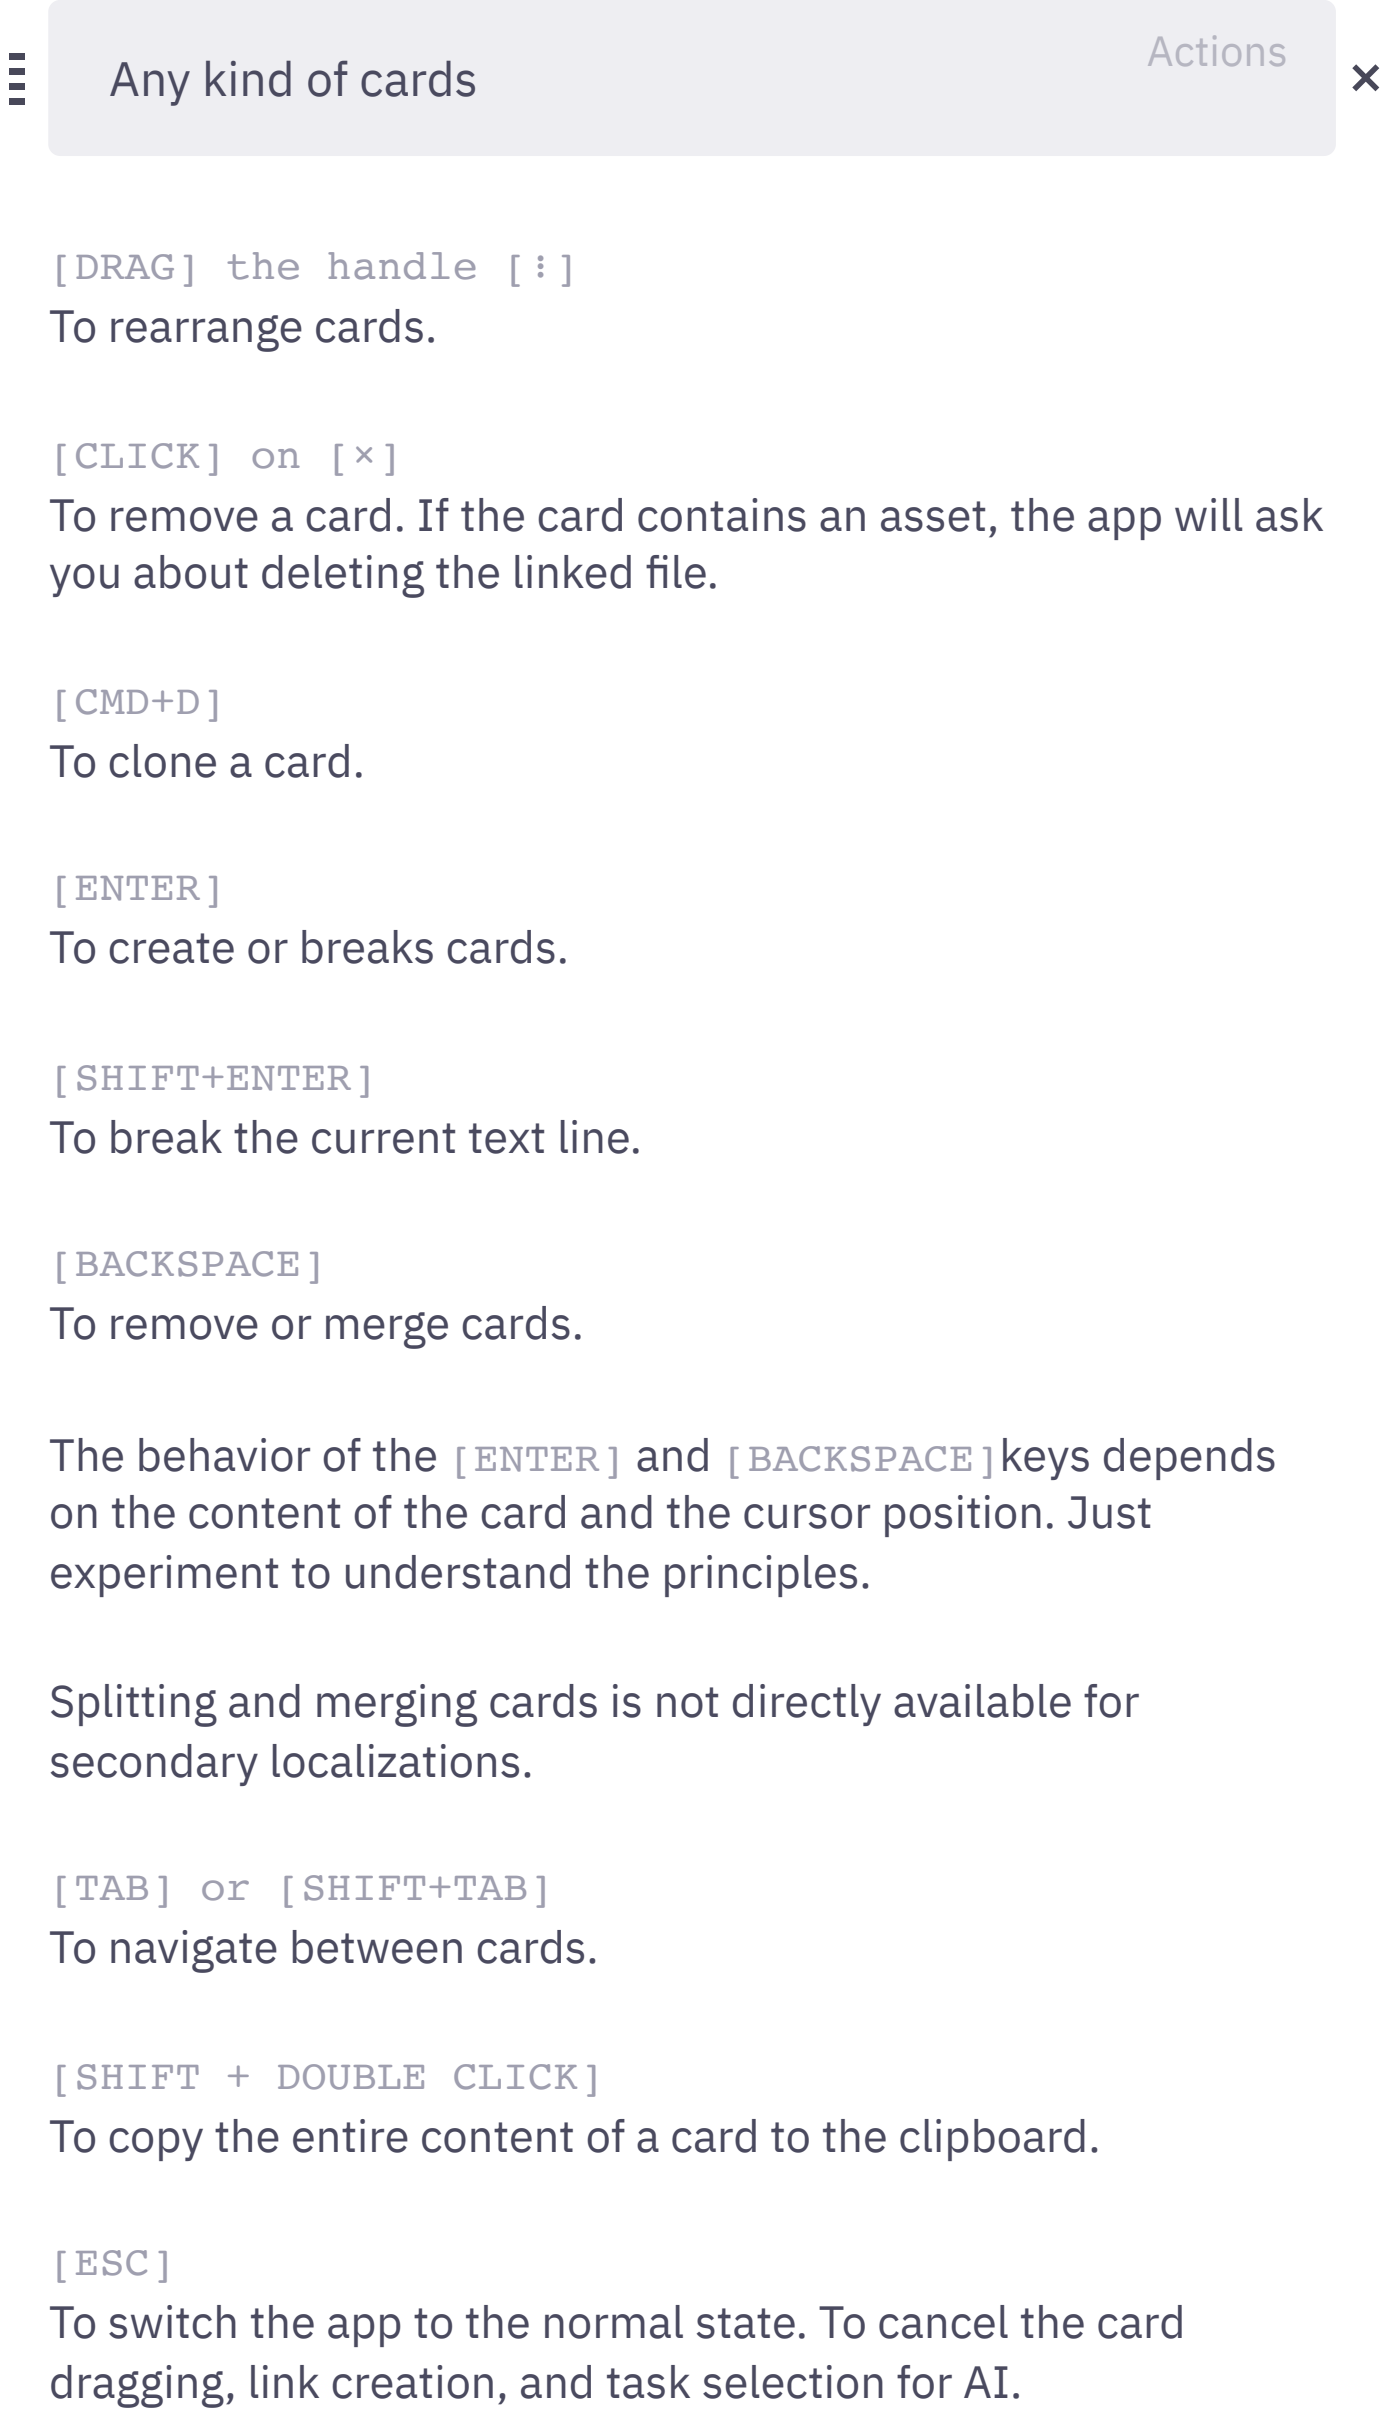 Any kind of cards
Actions
[DRAG] the handle [⋮]
To rearrange cards.
[CLICK] on [×]
To remove a card. If the card contains an asset, the app will ask
you about deleting the linked file.
[CMD+D]
To clone a card.
[ENTER]
To create or breaks cards.
[SHIFT+ENTER]
To break the current text line.
[BACKSPACE]
To remove or merge cards.
The behavior of the [ENTER] and [BACKSPACE]keys depends
on the content of the card and the cursor position. Just
experiment to understand the principles.
Splitting and merging cards is not directly available for
secondary localizations.
[TAB] or [SHIFT+TAB]
To navigate between cards.
[SHIFT + DOUBLE CLICK]
To copy the entire content of a card to the clipboard.
[ESC]
To switch the app to the normal state. To cancel the card
dragging, link creation, and task selection for AI.